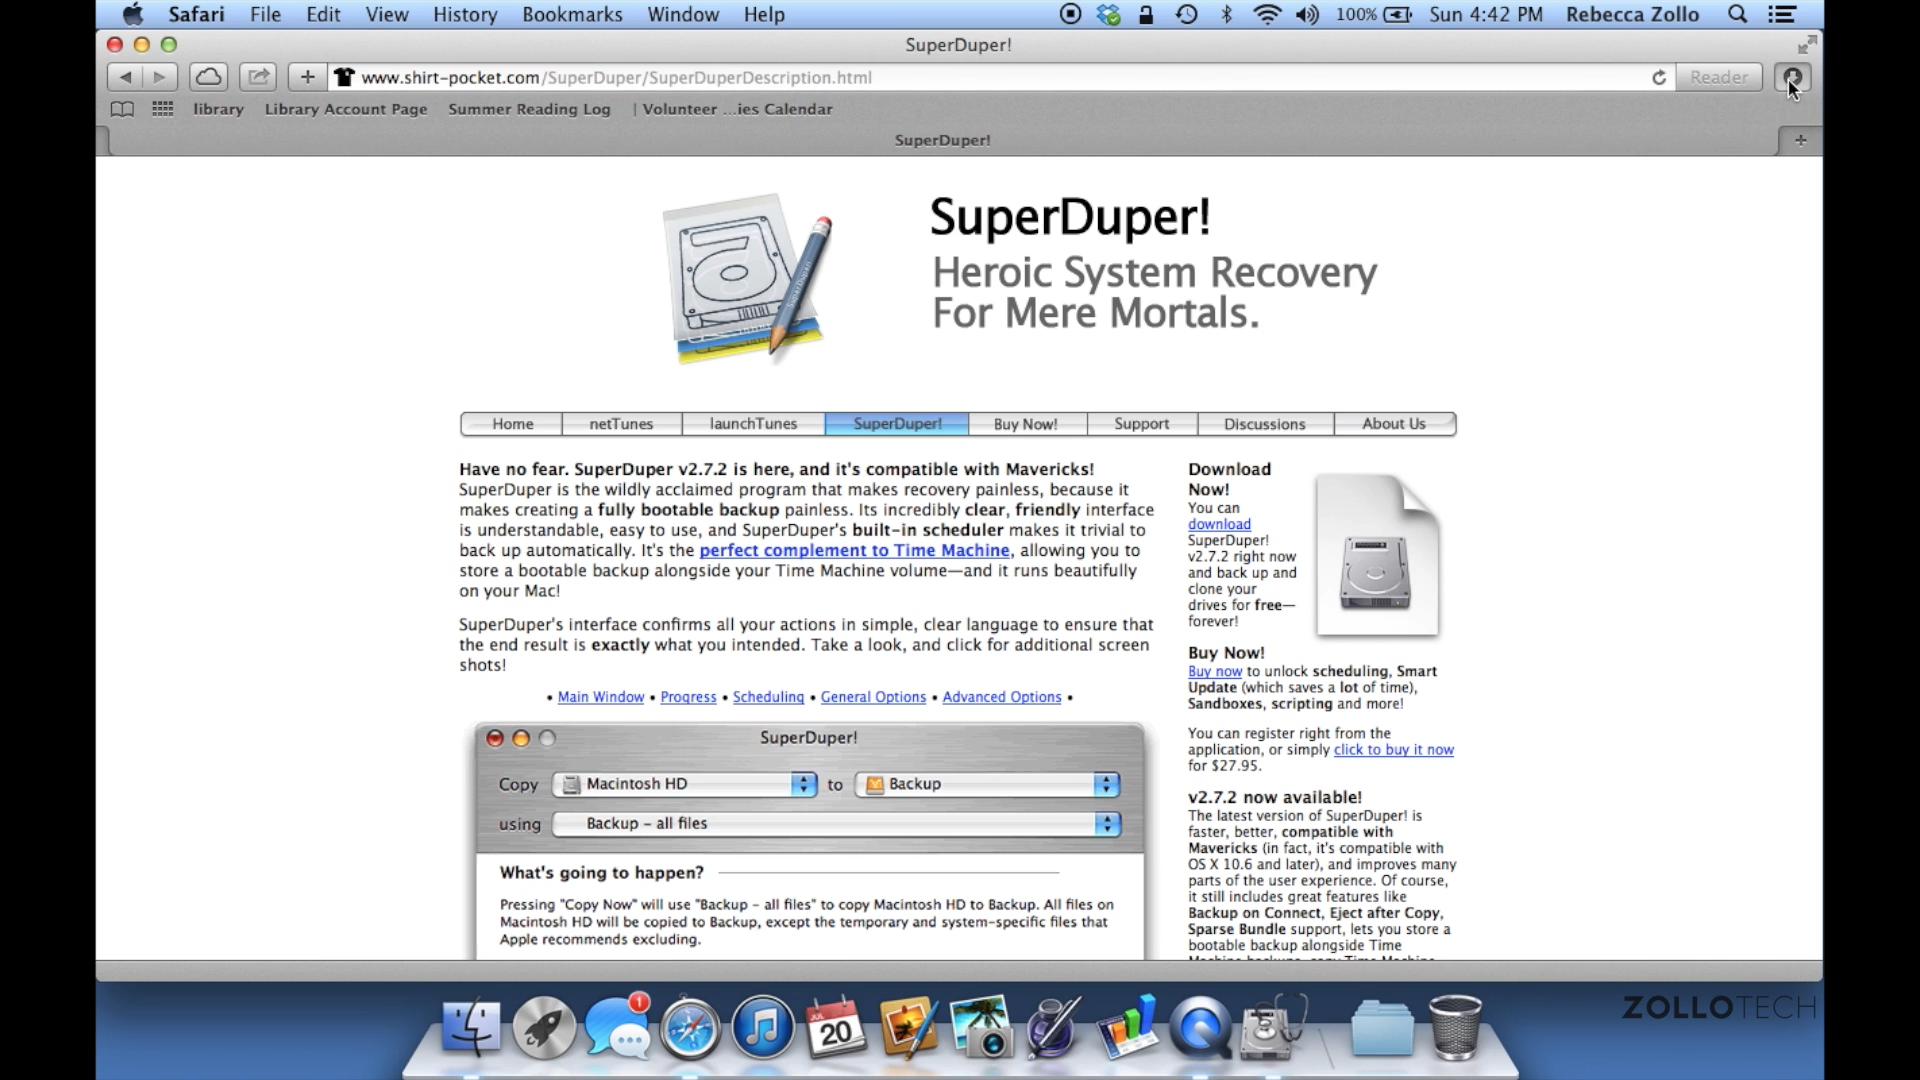 Safari File Edit View History Bookmarks Window Help 100% Sun 4:42 PM Rebecca Zollo
SuperDuper!
www.shirt-pocket.com/SuperDuper/SuperDuperDescription.html Reader
library Library Account Page Summer Reading Log | Volunteer ...ies Calendar
SuperDuper!
SuperDuper!
Heroic System Recovery
For Mere Mortals.
Home netTunes launchTunes SuperDuper! Buy Now! Support Discussions About Us
Have no fear. SuperDuper v2.7.2 is here, and it's compatible with Mavericks!
SuperDuper is the wildly acclaimed program that makes recovery painless, because it
makes creating a fully bootable backup painless. Its incredibly clear, friendly interface
is understandable, easy to use, and SuperDuper's built-in scheduler makes it trivial to
back up automatically. It's the perfect complement to Time Machine, allowing you to
store a bootable backup alongside your Time Machine volume—and it runs beautifully
on your Mac!
SuperDuper's interface confirms all your actions in simple, clear language to ensure that
the end result is exactly what you intended. Take a look, and click for additional screen
shots!
• Main Window • Progress • Scheduling • General Options • Advanced Options •
SuperDuper!
Copy Macintosh HD to Backup
using Backup - all files
What's going to happen?
Pressing "Copy Now" will use "Backup - all files" to copy Macintosh HD to Backup. All files on
Macintosh HD will be copied to Backup, except the temporary and system-specific files that
Apple recommends excluding.
Download
Now!
You can
download
SuperDuper!
v2.7.2 right now
and back up and
clone your
drives for free—
forever!
Buy Now!
Buy now to unlock scheduling, Smart
Update (which saves a lot of time),
Sandboxes, scripting and more!
You can register right from the
application, or simply click to buy it now
for $27.95.
v2.7.2 now available!
The latest version of SuperDuper! is
faster, better, compatible with
Mavericks (in fact, it's compatible with
OS X 10.6 and later), and improves many
parts of the user experience. Of course,
it still includes great features like
Backup on Connect, Eject after Copy,
Sparse Bundle support, lets you store a
bootable backup alongside Time
Machine backups, copy Time Machine
1
JUL
20
ZOLLOTECH